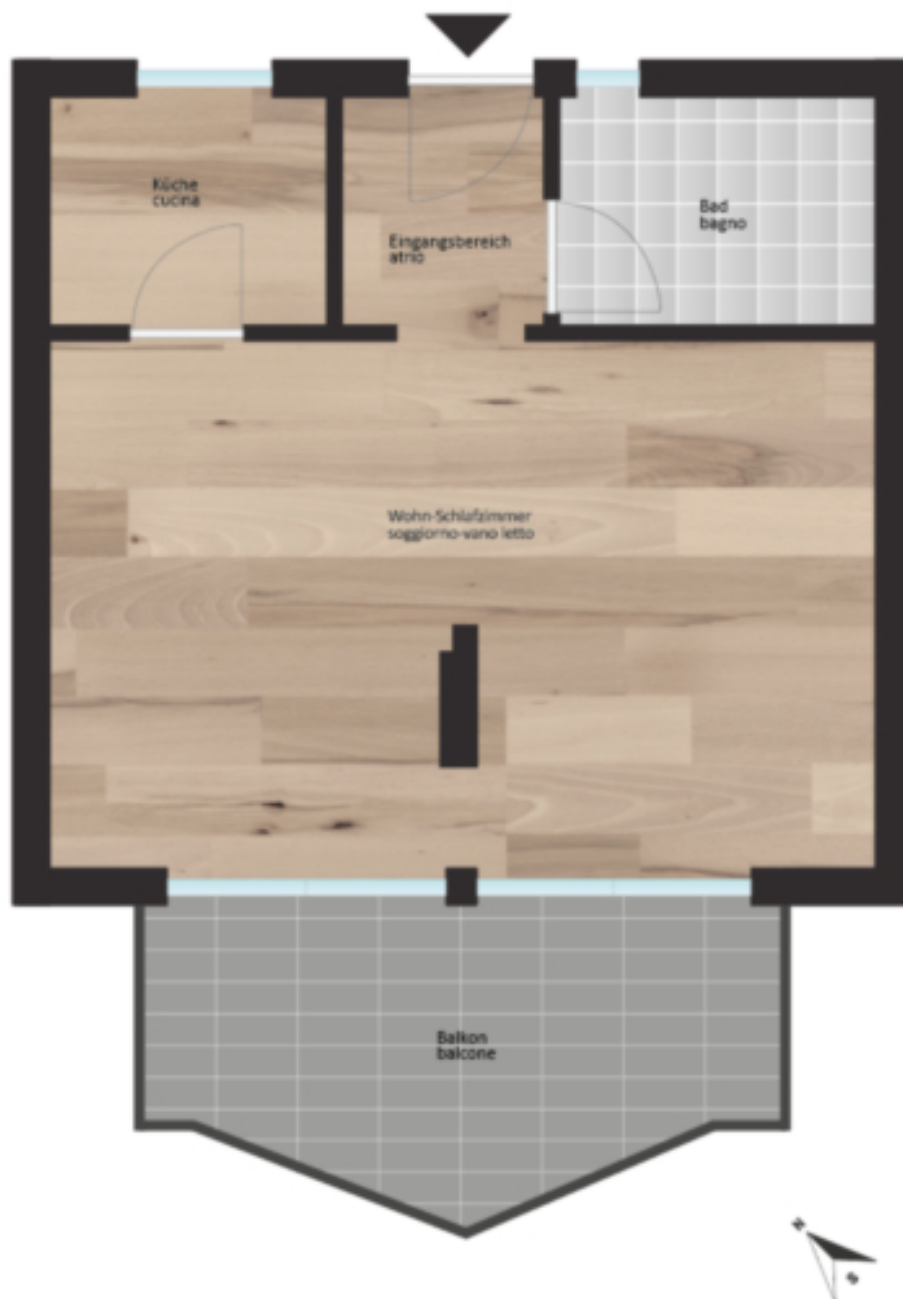 Küche
cucina
Eingangsbereich
atrio
Bad
bagno
Wohn-Schlafzimmer
soggiorno-vano letto
Balkon
balcone
N
S